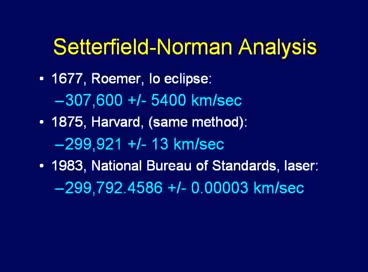 Setterfield-Norman Analysis
▪ 1677, Roemer, Io eclipse:
–307,600 +/- 5400 km/sec
▪ 1875, Harvard, (same method):
–299,921 +/- 13 km/sec
▪ 1983, National Bureau of Standards, laser:
–299,792.4586 +/- 0.00003 km/sec